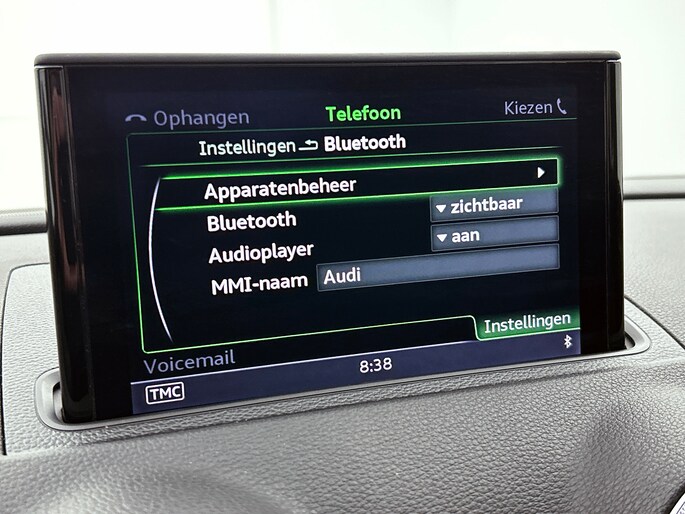 Ophangen Telefoon Kiezen
Instellingen Bluetooth
Apparatenbeheer
Bluetooth zichtbaar
Audioplayer aan
MMI-naam Audi
Instellingen
Voicemail
8:38
TMC